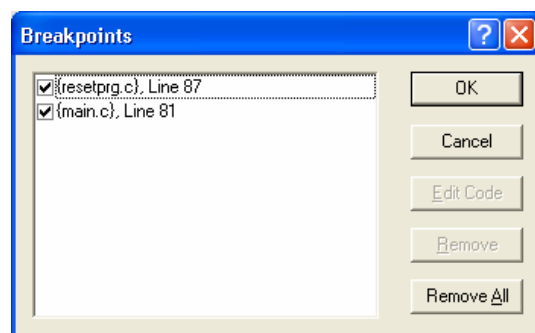 Breakpoints
{resetprg.c}, Line 87
{main.c}, Line 81
OK
Cancel
Edit Code
Remove
Remove All